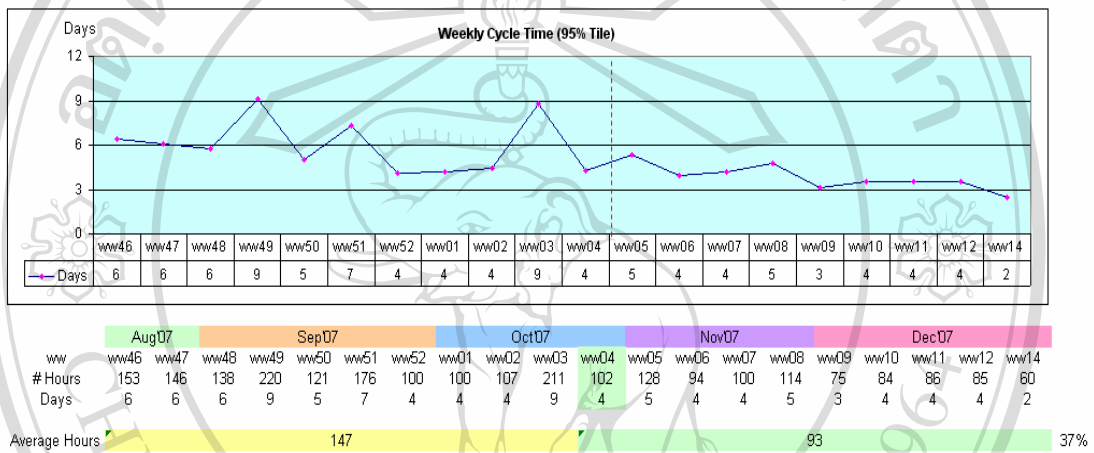 Days
Weekly Cycle Time (95% Tile)
12
9
6
3
0
ww46 ww47 ww48 ww49 ww50 ww51 ww52 ww01 ww02 ww03 ww04 ww05 ww06 ww07 ww08 ww09 ww10 ww11 ww12 ww14
Days 6 6 6 9 5 7 4 4 4 9 4 5 4 4 5 3 4 4 4 2
Aug'07 Sep'07 Oct'07 Nov'07 Dec'07
ww ww46 ww47 ww48 ww49 ww50 ww51 ww52 ww01 ww02 ww03 ww04 ww05 ww06 ww07 ww08 ww09 ww10 ww11 ww12 ww14
# Hours 153 146 138 220 121 176 100 100 107 211 102 128 94 100 114 75 84 86 85 60
Days 6 6 6 9 5 7 4 4 4 9 4 5 4 4 5 3 4 4 4 2
Average Hours 147 93 37%